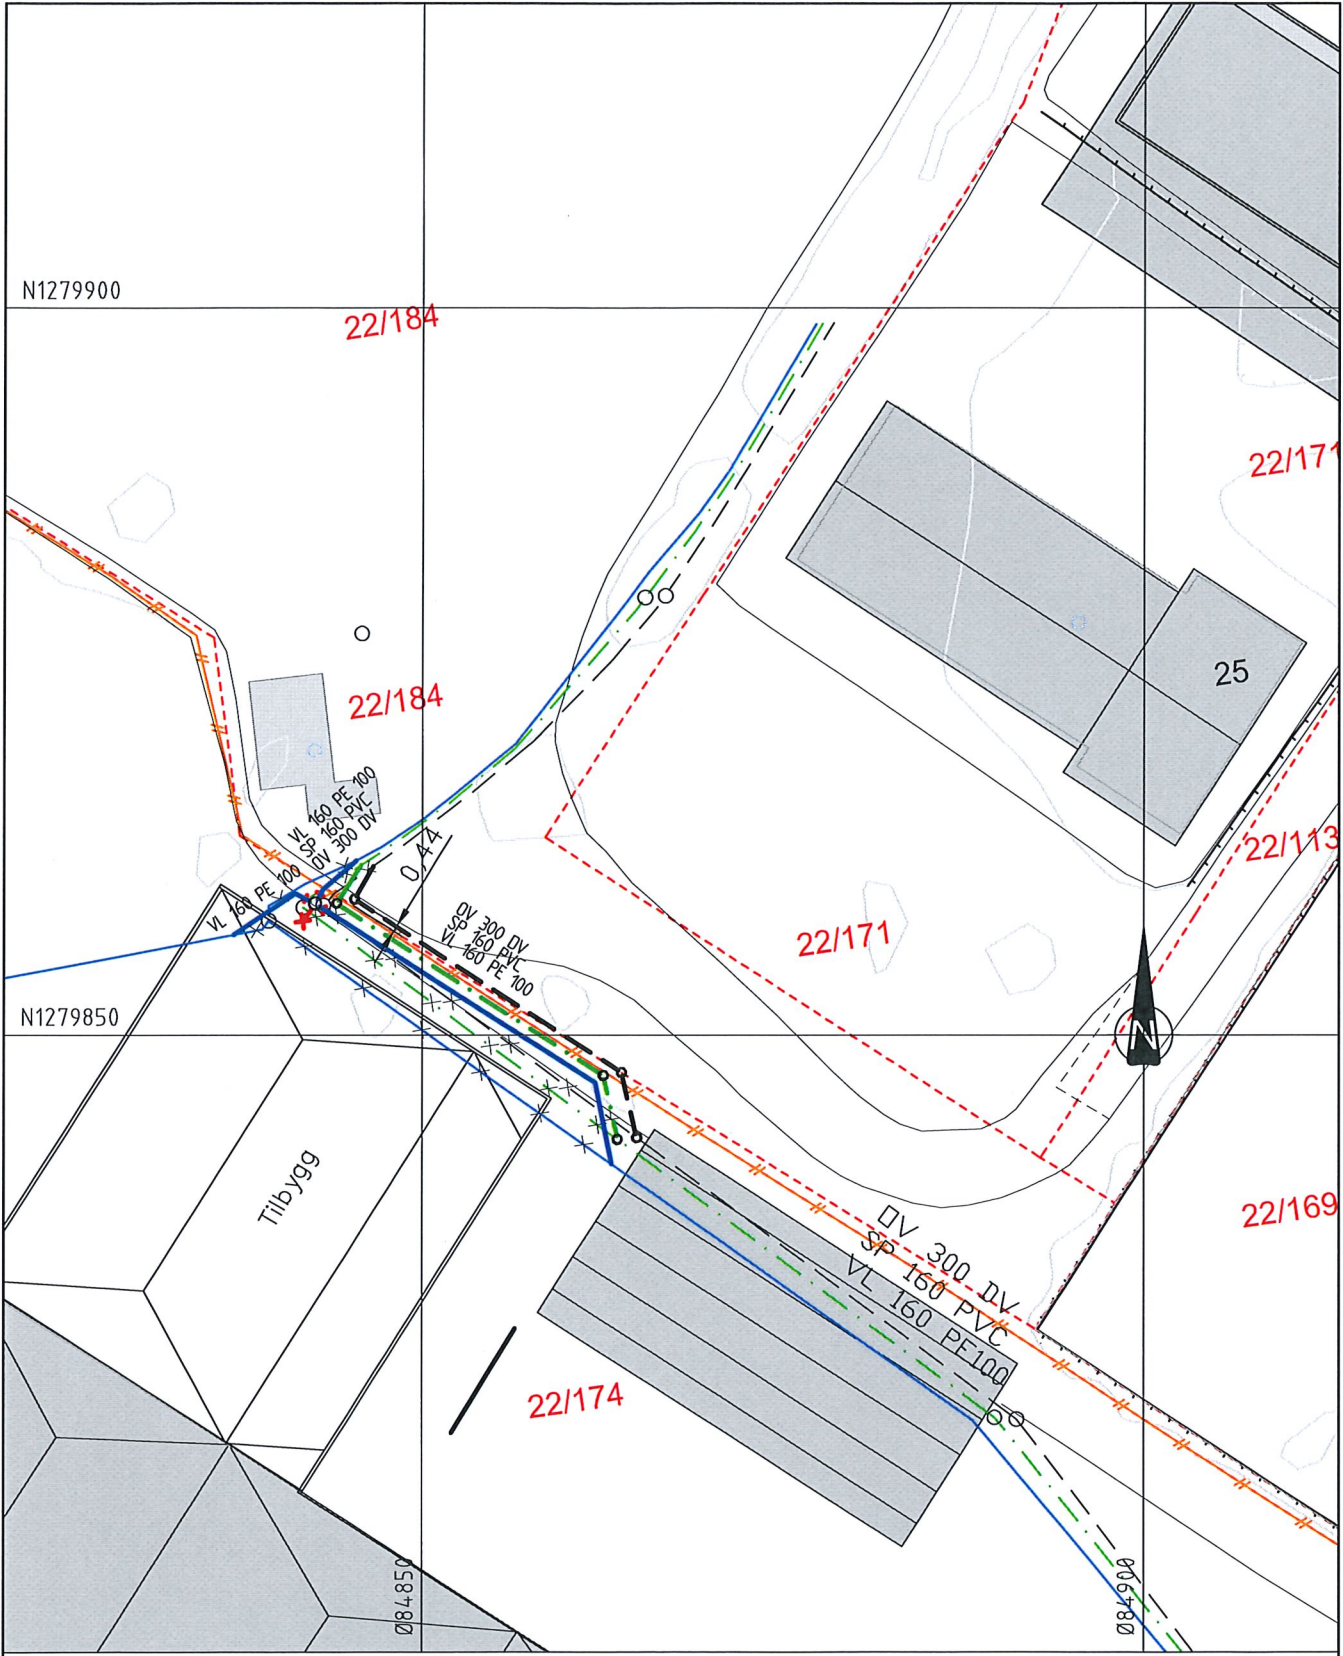 N1279900
22/184
22/171
25
22/184
VL 160 PE 100
SP 160 PVC
OV 300 DV
22/113
0,44
VL 160 PE 100
OV 300 DV
SP 160 PVC
VL 160 PE 100
22/171
N1279850
N
Tilbygg
22/169
OV 300 DV
SP 160 PVC
VL 160 PE100
22/174
Ø84850
Ø84900